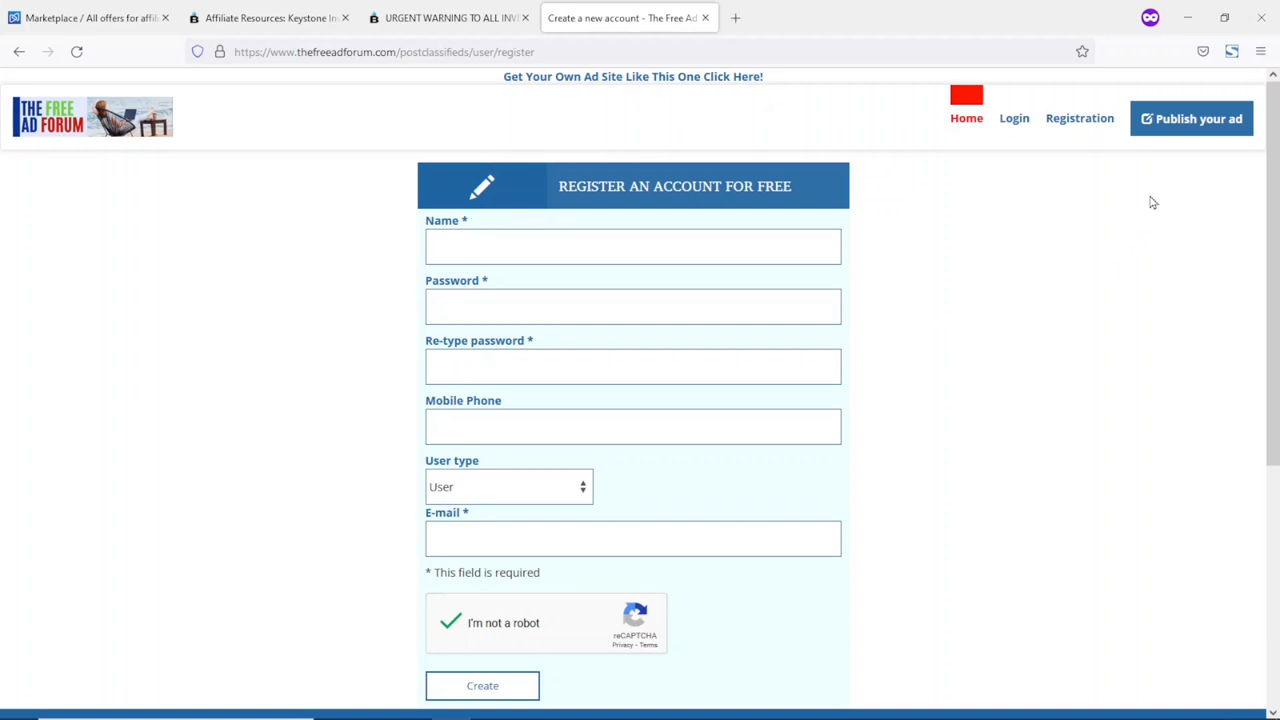 Marketplace / All offers for affili
Affiliate Resources: Keystone In
URGENT WARNING TO ALL INV
Create a new account - The Free Ad
https://www.thefreeadforum.com/postclassifieds/user/register
Get Your Own Ad Site Like This One Click Here!
THE FREE
AD FORUM
Home
Login
Registration
Publish your ad
REGISTER AN ACCOUNT FOR FREE
Name *
Password *
Re-type password *
Mobile Phone
User type
User
E-mail *
* This field is required
I'm not a robot
reCAPTCHA
Privacy - Terms
Create